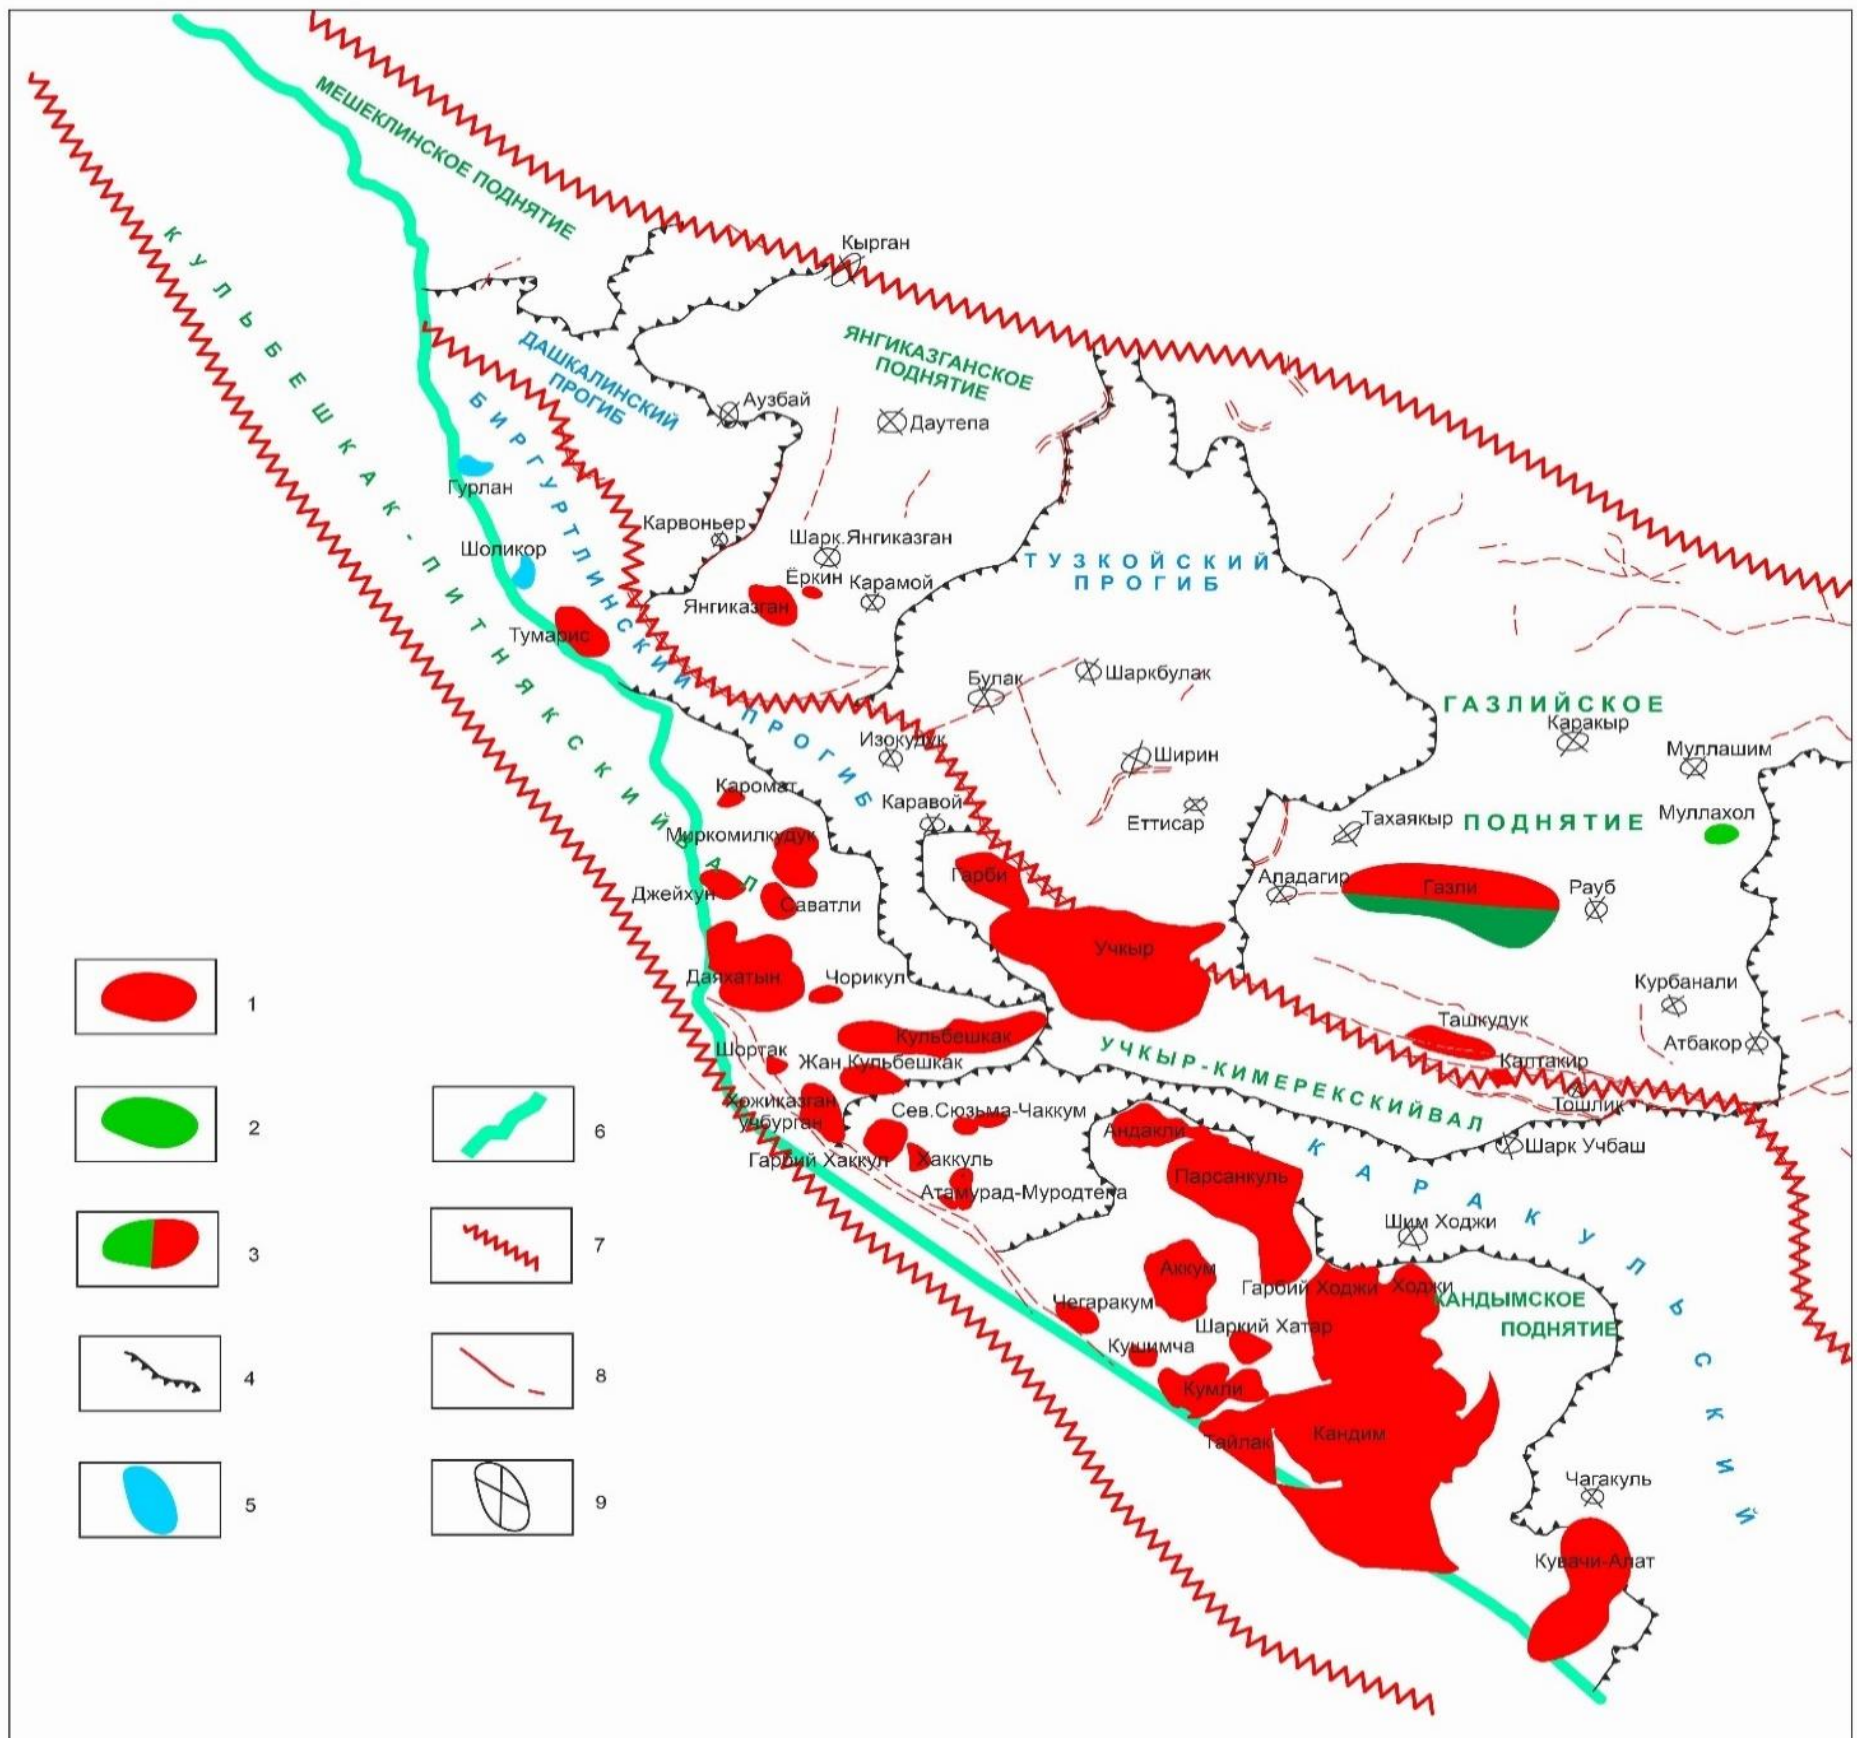 МЕШЕКЛИНСКОЕ ПОДНЯТИЕ
КУЛЬБЕШКАК-ПИТНЯКСКИЙ ВАЛ
Кырган
ДАШКАЛИНСКИЙ
ПРОГИБ
ЯНГИКАЗГАНСКОЕ
ПОДНЯТИЕ
БИРГУРТЛИНСКИЙ ПРОГИБ
Аузбай
Даутепа
Гурлан
Карвоньер
Шарк.Янгиказган
Шоликор
ТУЗКОЙСКИЙ
ПРОГИБ
Ёркин
Карамой
Янгиказган
Тумарис
Булак
Шаркбулак
ГАЗЛИЙСКОЕ
Каракыр
Изокудук
Муллашим
Ширин
Каромат
Каравой
Еттисар
Тахаякыр
ПОДНЯТИЕ
Муллахол
Миркомилкудук
Гарби
Аладагир
Газли
Рауб
Джейхун
Саватли
Учкыр
Даяхатын
Чорикул
Курбанали
Ташкудук
Кульбешкак
Атбакор
Шортак
УЧКЫР-КИМЕРЕКСКИЙВАЛ
Жан.Кульбешкак
Калтакир
Хожиказган
учбурган
Сев.Сюзьма-Чаккум
Тошлик
Андакли
Шарк Учбаш
КАРАКУЛЬСКИЙ
Гарбий Хаккул
Хаккуль
Парсанкуль
Атамурад-Муродтепа
Шим Ходжи
Аккум
Гарбий Ходжи
Ходжи
Чегаракум
КАНДЫМСКОЕ
ПОДНЯТИЕ
Шаркий Хатар
Кушимча
Кумли
Тайлак
Кандим
Чагакуль
Кувачи-Алат
1
2
3
4
5
6
7
8
9